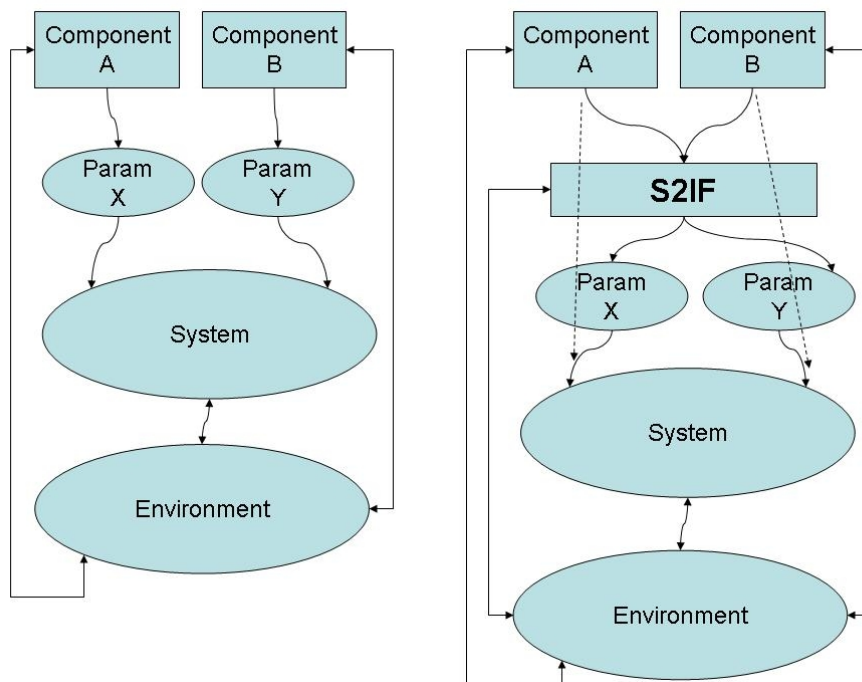 Component
A
Component
B
Param
X
Param
Y
System
Environment
Component
A
Component
B
S2IF
Param
X
Param
Y
System
Environment